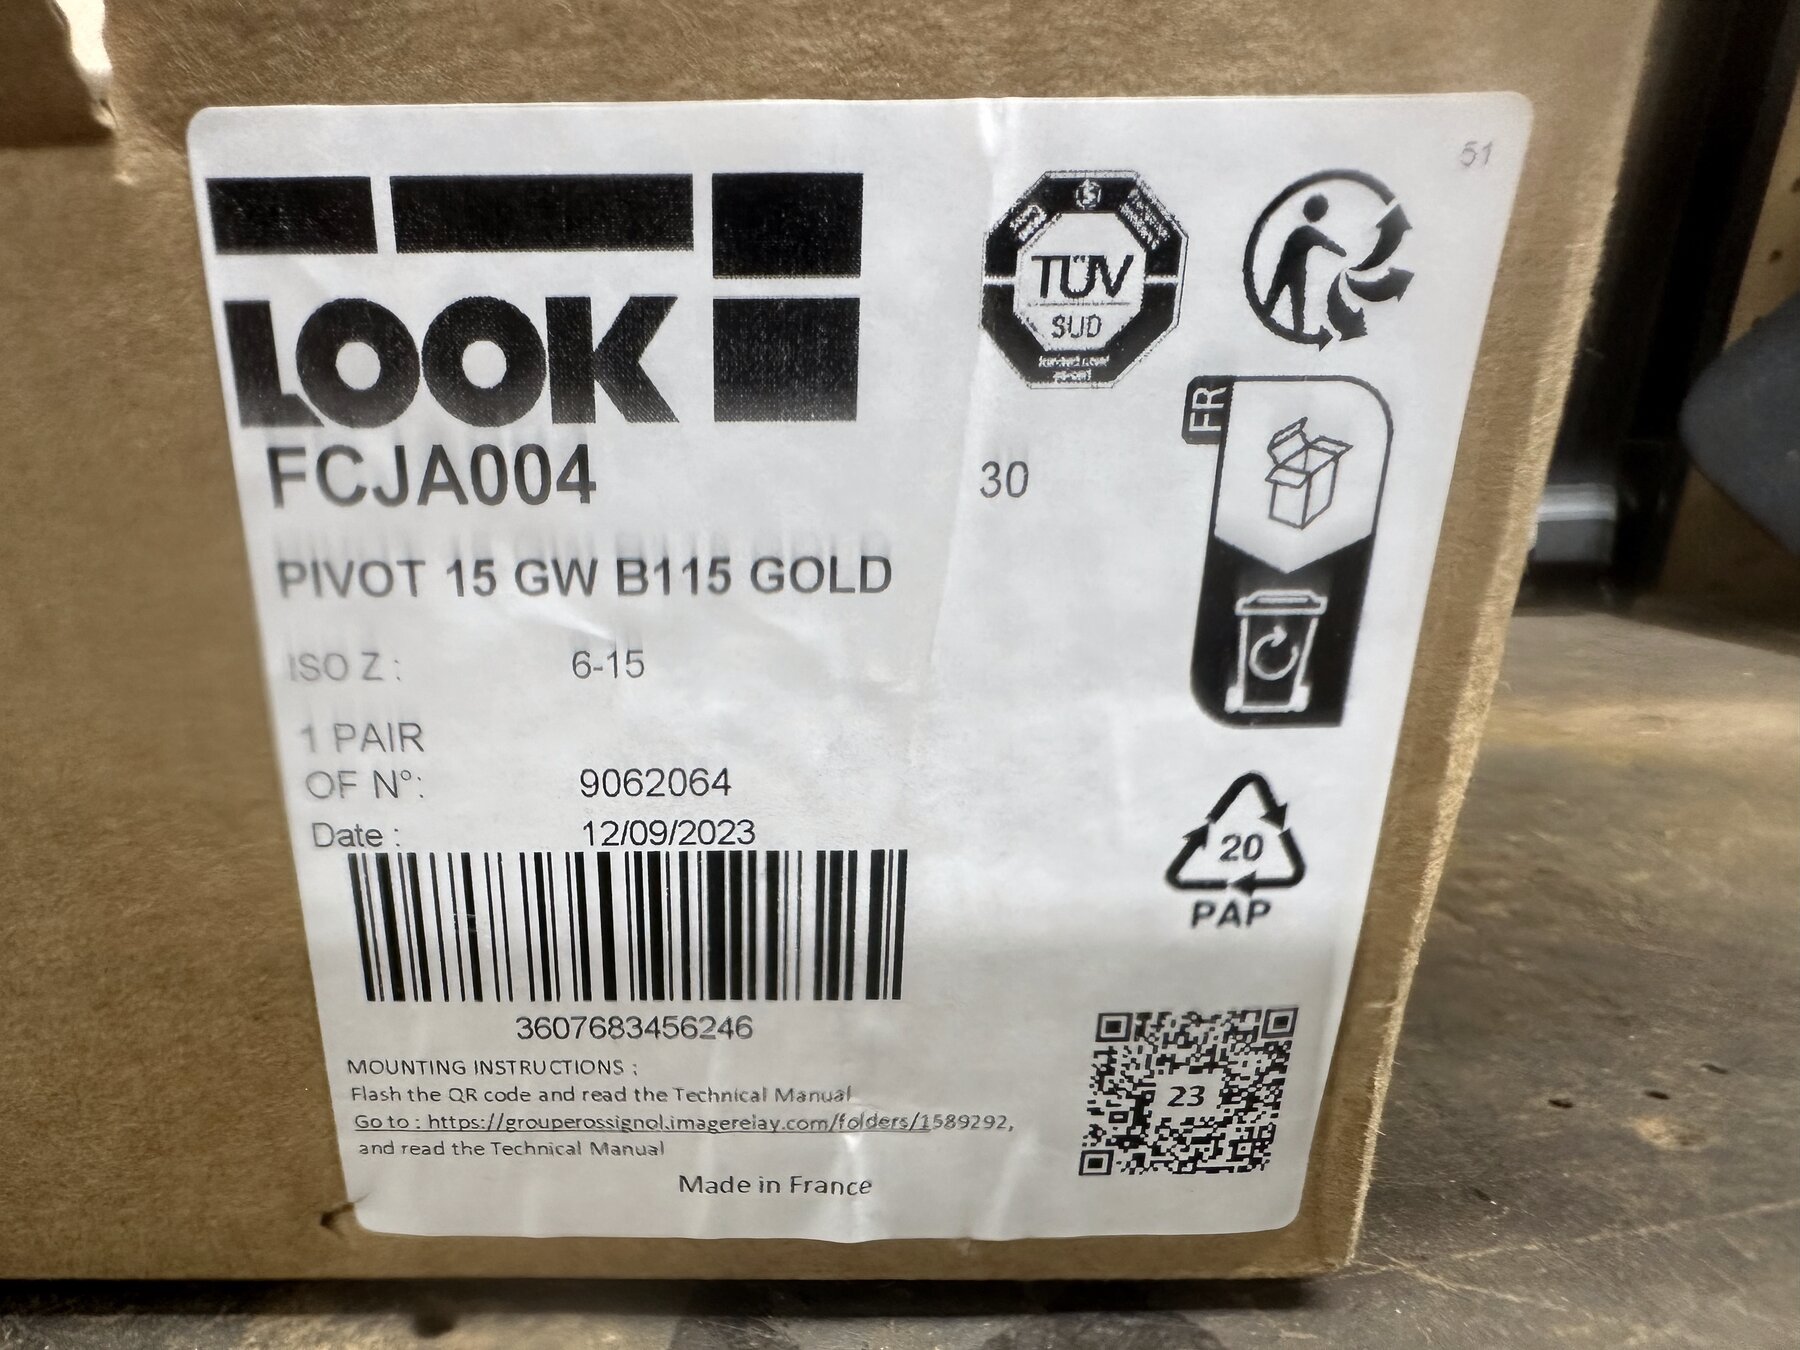 51
LOOK
TÜV
SUD
FR
FCJA004
30
PIVOT 15 GW B115 GOLD
ISO Z : 6-15
1 PAIR
OF N°: 9062064
Date : 12/09/2023
20
PAP
3607683456246
MOUNTING INSTRUCTIONS :
Flash the QR code and read the Technical Manual
Go to : https://grouperossignol.imagerelay.com/folders/1589292,
and read the Technical Manual
23
Made in France